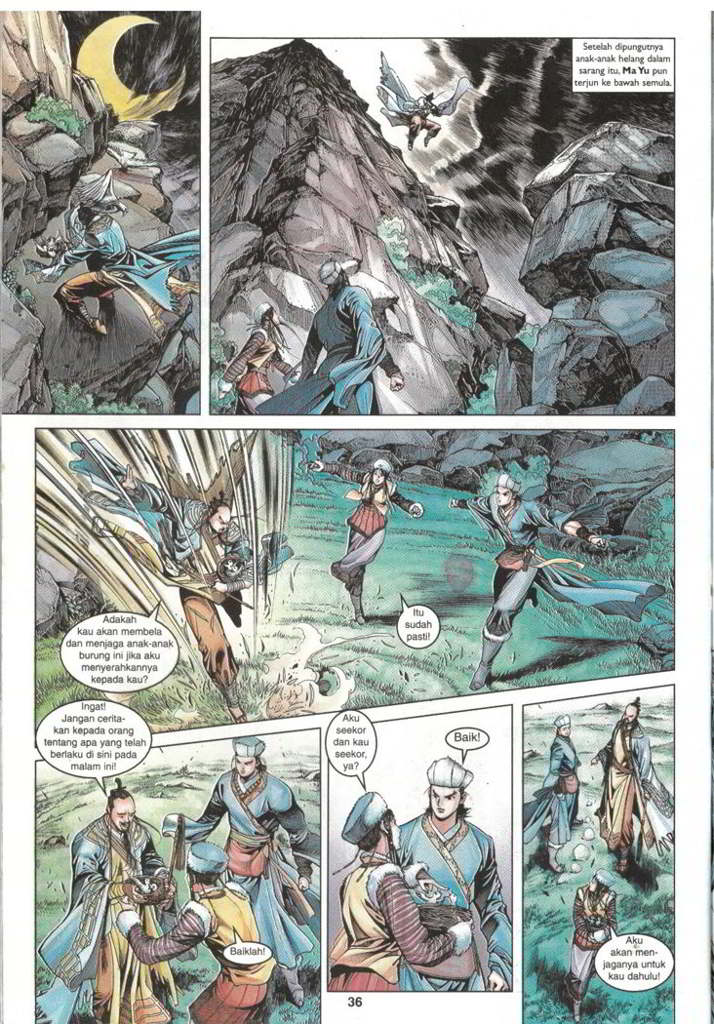 Setelah dipungutnya
anak-anak helang dalam
sarang itu, Ma Yu pun
terjun ke bawah semula.
Adakah
kau akan membela
dan menjaga anak-anak
burung ini jika aku
menyerahkannya
kepada kau?
Itu
sudah
pasti!
Ingat!
Jangan cerita-
kan kepada orang
tentang apa yang telah
berlaku di sini pada
malam ini!
Baiklah!
Aku
seekor
dan kau
seekor,
ya?
Baik!
Aku
akan men-
jaganya untuk
kau dahulu!
36